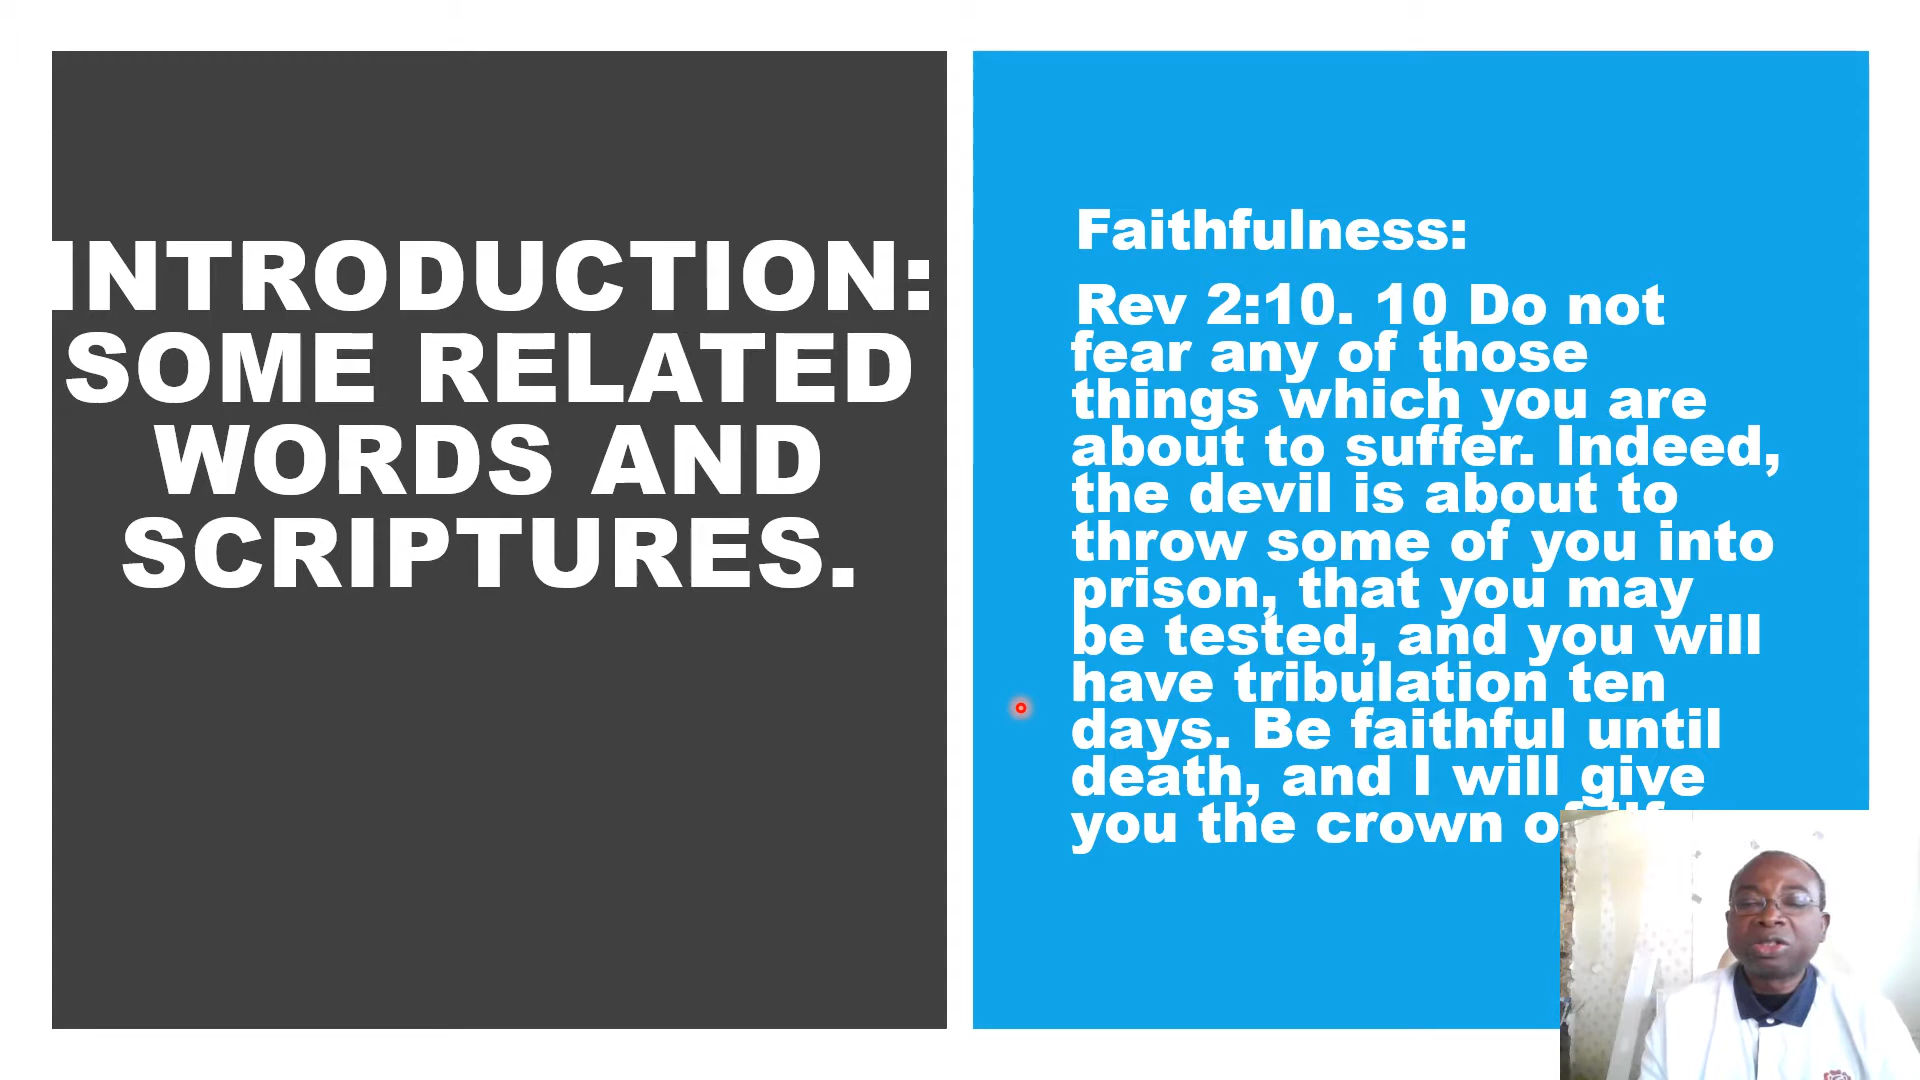 INTRODUCTION:
SOME RELATED
WORDS AND
SCRIPTURES.
Faithfulness:
Rev 2:10. 10 Do not
fear any of those
things which you are
about to suffer. Indeed,
the devil is about to
throw some of you into
prison, that you may
be tested, and you will
have tribulation ten
days. Be faithful until
death, and I will give
you the crown